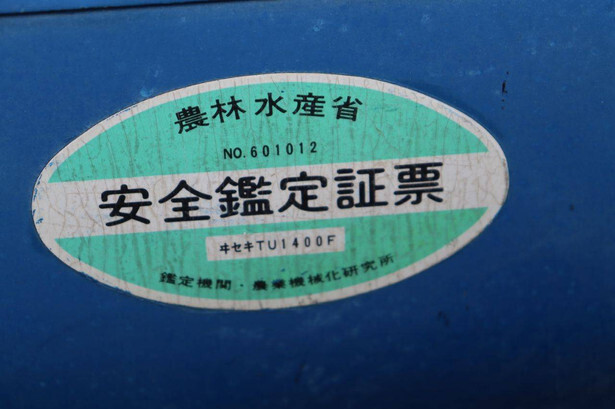 農林水産省
NO.601012
安全鑑定証票
ヰセキTU1400F
鑑定機関・農業機械化研究所